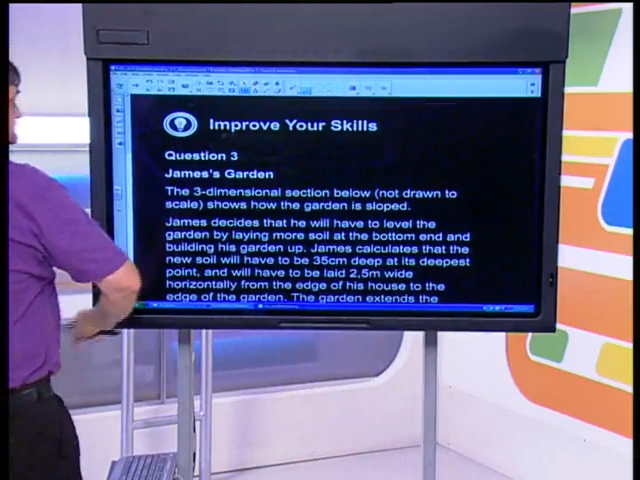 Improve Your Skills
Question 3
James's Garden
The 3-dimensional section below (not drawn to
scale) shows how the garden is sloped.
James decides that he will have to level the
garden by laying more soil at the bottom end and
building his garden up. James calculates that the
new soil will have to be 35cm deep at its deepest
point, and will have to be laid 2,5m wide
horizontally from the edge of his house to the
edge of the garden. The garden extends the